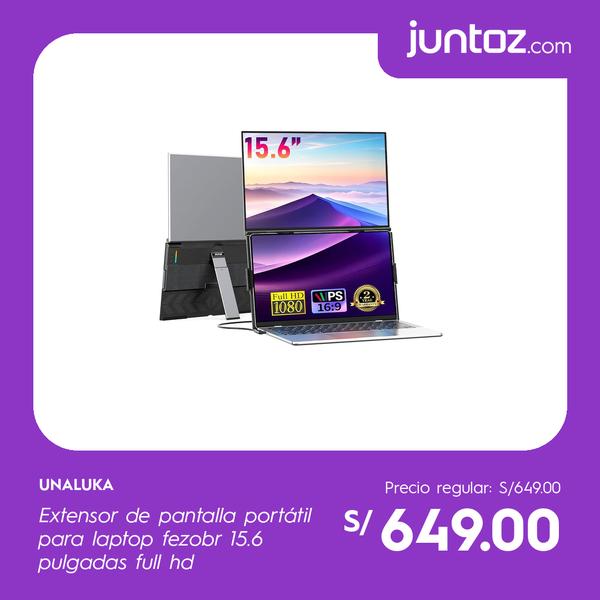 juntoz.com
15.6”
Full HD
1080
IPS
16:9
2
UNALUKA
Extensor de pantalla portátil
para laptop fezobr 15.6
pulgadas full hd
Precio regular: S/649.00
S/ 649.00